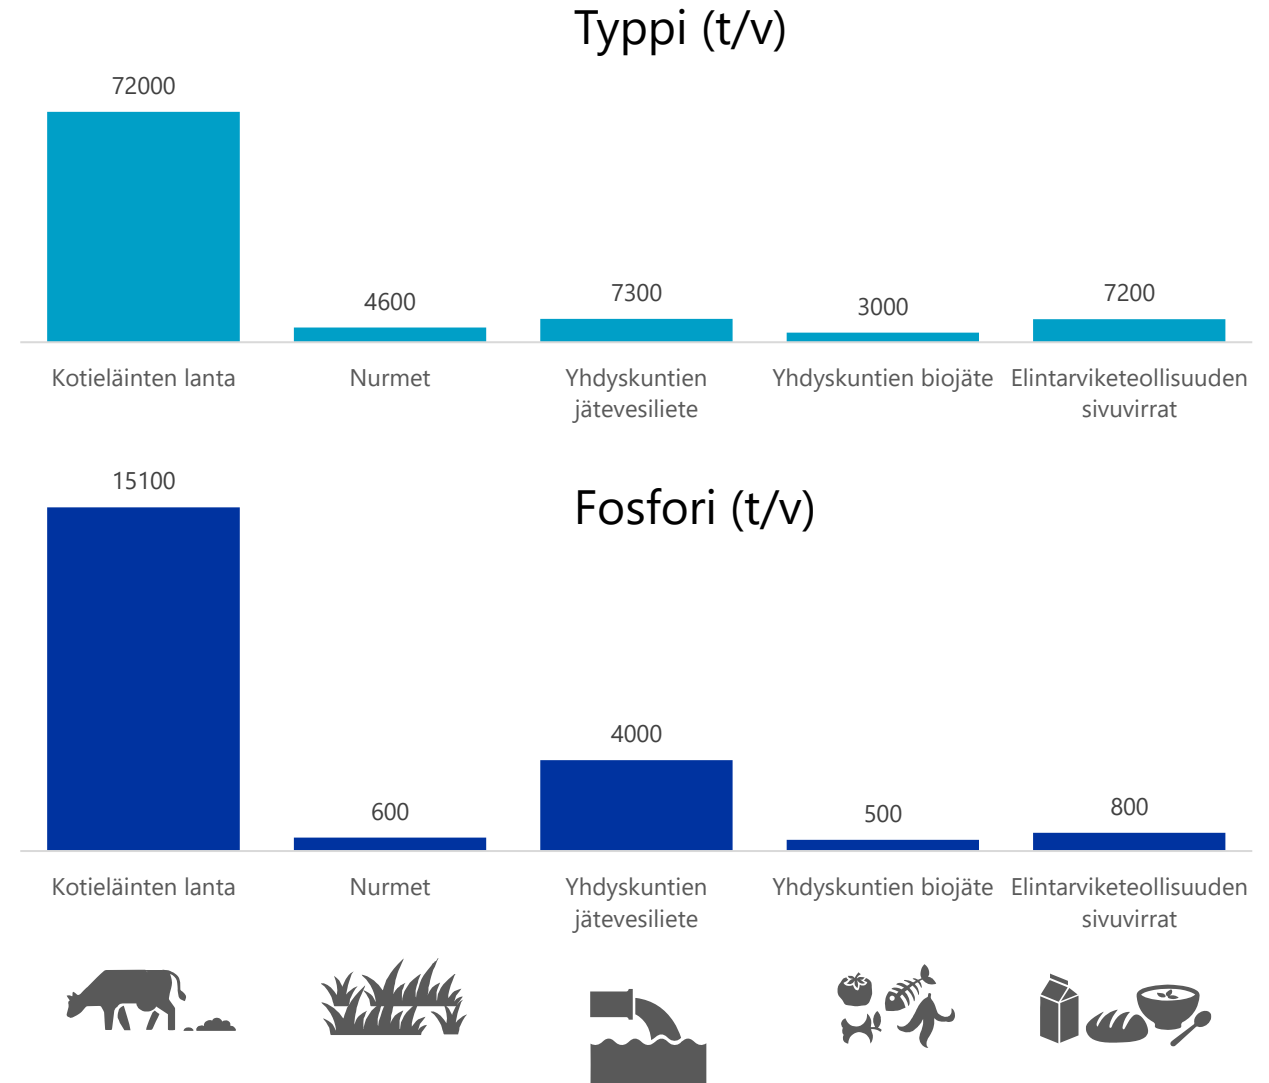 Typpi (t/v)
72000
4600
7300
3000
7200
Kotieläinten lanta
Nurmet
Yhdyskuntien
jätevesiliete
Yhdyskuntien biojäte
Elintarviketeollisuuden
sivuvirrat
Fosfori (t/v)
15100
600
4000
500
800
Kotieläinten lanta
Nurmet
Yhdyskuntien
jätevesiliete
Yhdyskuntien biojäte
Elintarviketeollisuuden
sivuvirrat